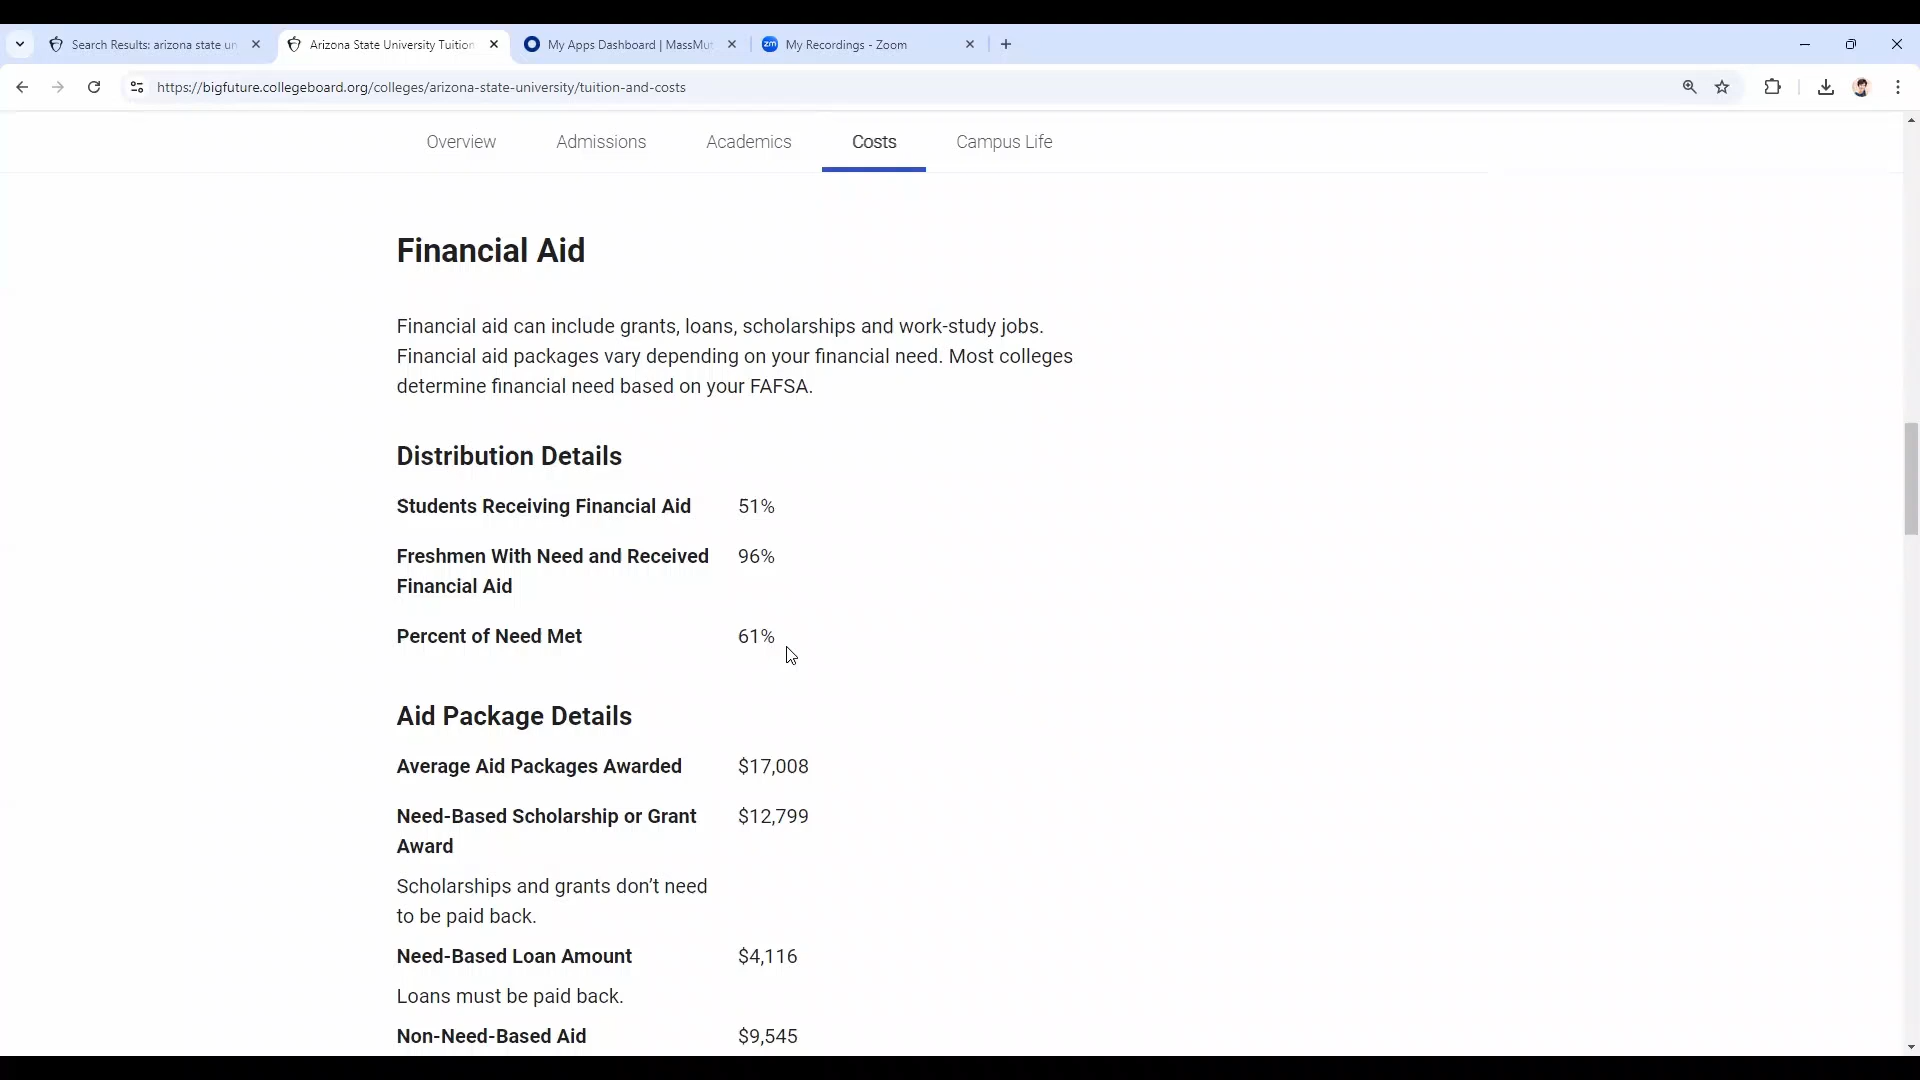 Search Results: arizona state un
Arizona State University Tuition
My Apps Dashboard | MassMut
zm
My Recordings - Zoom
https://bigfuture.collegeboard.org/colleges/arizona-state-university/tuition-and-costs
Overview
Admissions
Academics
Costs
Campus Life
Financial Aid
Financial aid can include grants, loans, scholarships and work-study jobs.
Financial aid packages vary depending on your financial need. Most colleges
determine financial need based on your FAFSA.
Distribution Details
Students Receiving Financial Aid 51%
Freshmen With Need and Received 96%
Financial Aid
Percent of Need Met 61%
Aid Package Details
Average Aid Packages Awarded $17,008
Need-Based Scholarship or Grant $12,799
Award
Scholarships and grants don’t need
to be paid back.
Need-Based Loan Amount $4,116
Loans must be paid back.
Non-Need-Based Aid $9,545